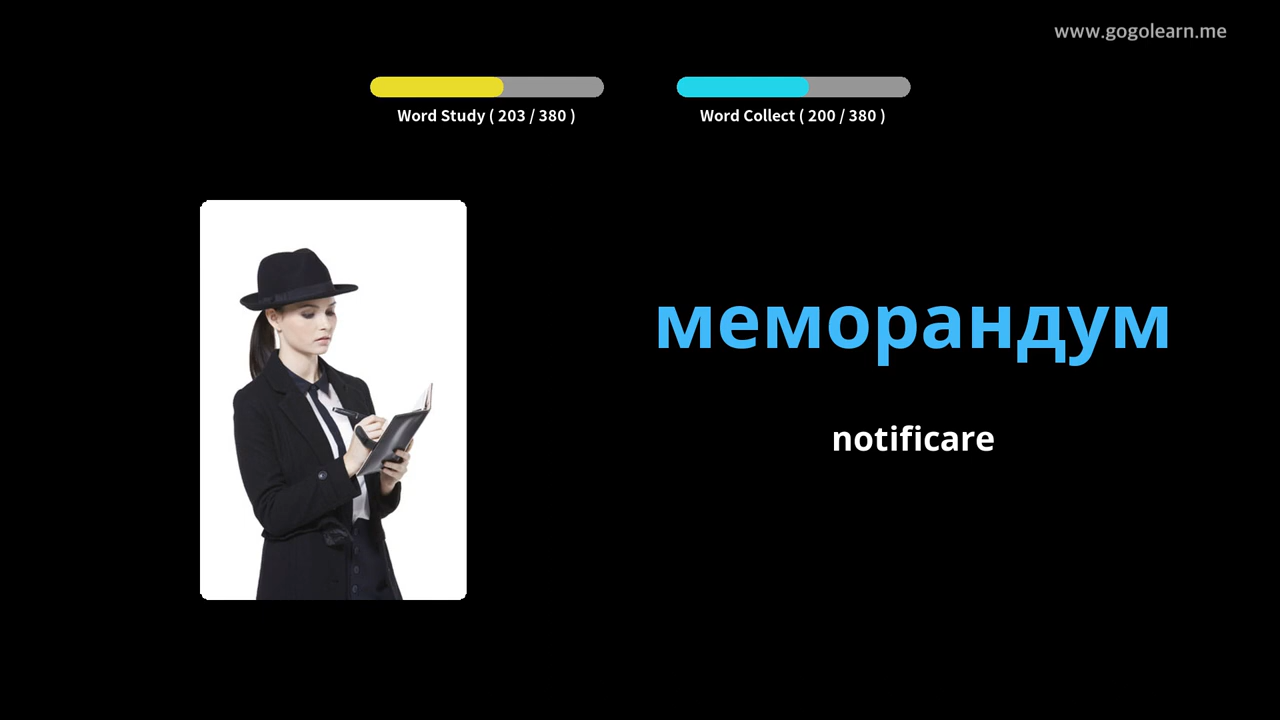 www.gogolearn.me
Word Study ( 203 / 380 )
Word Collect ( 200 / 380 )
меморандум
notificare